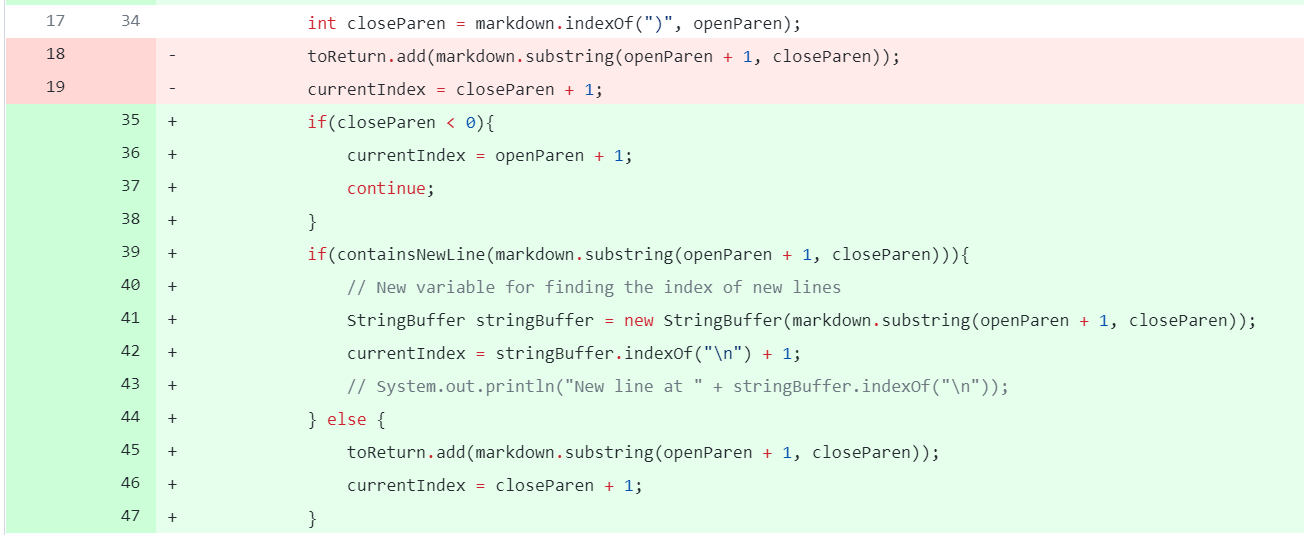 17 34 int closeParen = markdown.indexOf(")", openParen);
18 - toReturn.add(markdown.substring(openParen + 1, closeParen));
19 - currentIndex = closeParen + 1;
35 + if(closeParen < 0){
36 + currentIndex = openParen + 1;
37 + continue;
38 + }
39 + if(containsNewLine(markdown.substring(openParen + 1, closeParen))){
40 + // New variable for finding the index of new lines
41 + StringBuffer stringBuffer = new StringBuffer(markdown.substring(openParen + 1, closeParen));
42 + currentIndex = stringBuffer.indexOf("\n") + 1;
43 + // System.out.println("New line at " + stringBuffer.indexOf("\n"));
44 + } else {
45 + toReturn.add(markdown.substring(openParen + 1, closeParen));
46 + currentIndex = closeParen + 1;
47 + }